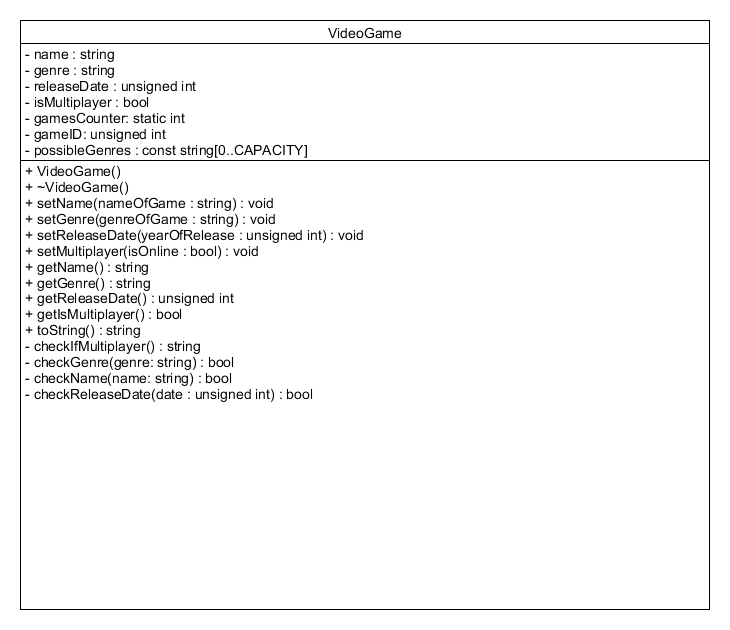 VideoGame
- name : string
- genre : string
- releaseDate : unsigned int
- isMultiplayer : bool
- gamesCounter: static int
- gameID: unsigned int
- possibleGenres : const string[0..CAPACITY]
+ VideoGame()
+ ~VideoGame()
+ setName(nameOfGame : string) : void
+ setGenre(genreOfGame : string) : void
+ setReleaseDate(yearOfRelease : unsigned int) : void
+ setMultiplayer(isOnline : bool) : void
+ getName() : string
+ getGenre() : string
+ getReleaseDate() : unsigned int
+ getIsMultiplayer() : bool
+ toString() : string
- checkIfMultiplayer() : string
- checkGenre(genre: string) : bool
- checkName(name: string) : bool
- checkReleaseDate(date : unsigned int) : bool